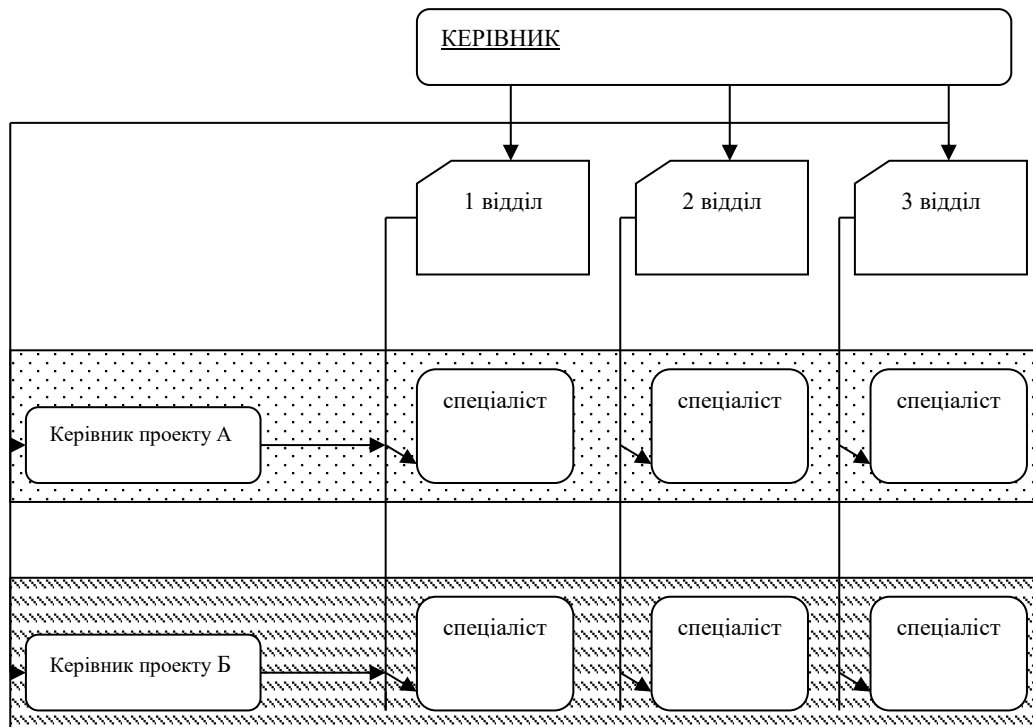 КЕРІВНИК
1 відділ
2 відділ
3 відділ
спеціаліст
спеціаліст
спеціаліст
Керівник проекту А
спеціаліст
спеціаліст
спеціаліст
Керівник проекту Б